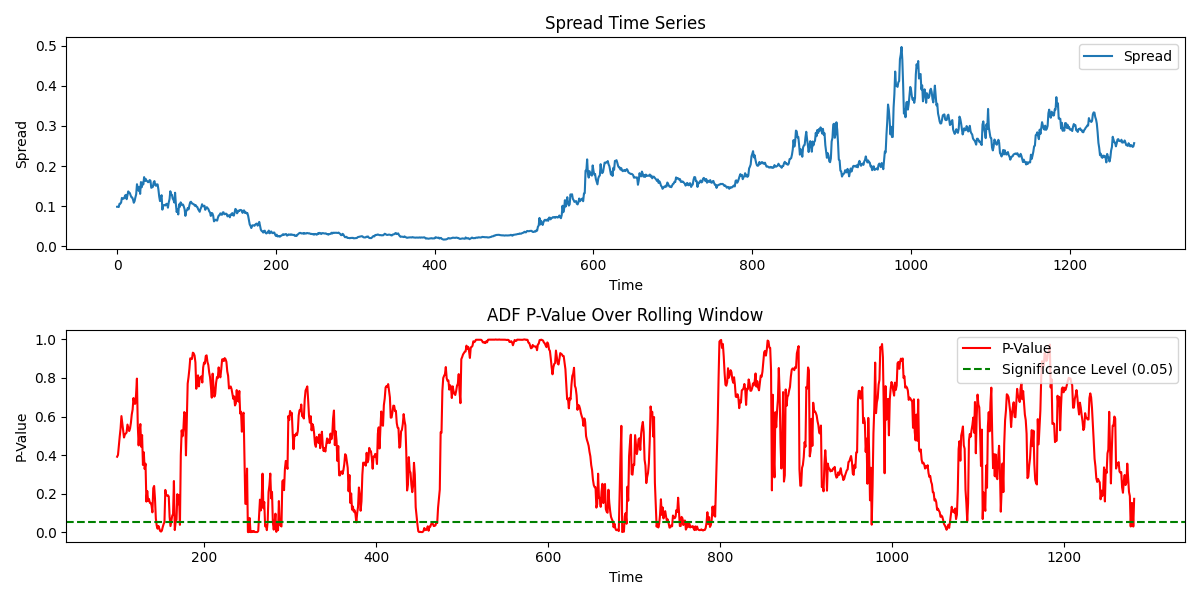 Spread Time Series
Spread
0.5
0.4
0.3
0.2
0.1
0.0
Spread
0 200 400 600 800 1000 1200
Time
ADF P-Value Over Rolling Window
P-Value
Significance Level (0.05)
1.0
0.8
0.6
0.4
0.2
0.0
P-Value
200 400 600 800 1000 1200
Time